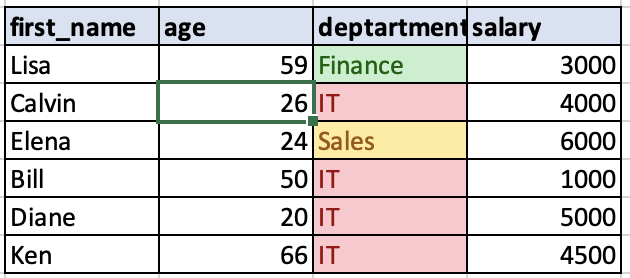 first_name age deptartment salary
Lisa 59 Finance 3000
Calvin 26 IT 4000
Elena 24 Sales 6000
Bill 50 IT 1000
Diane 20 IT 5000
Ken 66 IT 4500